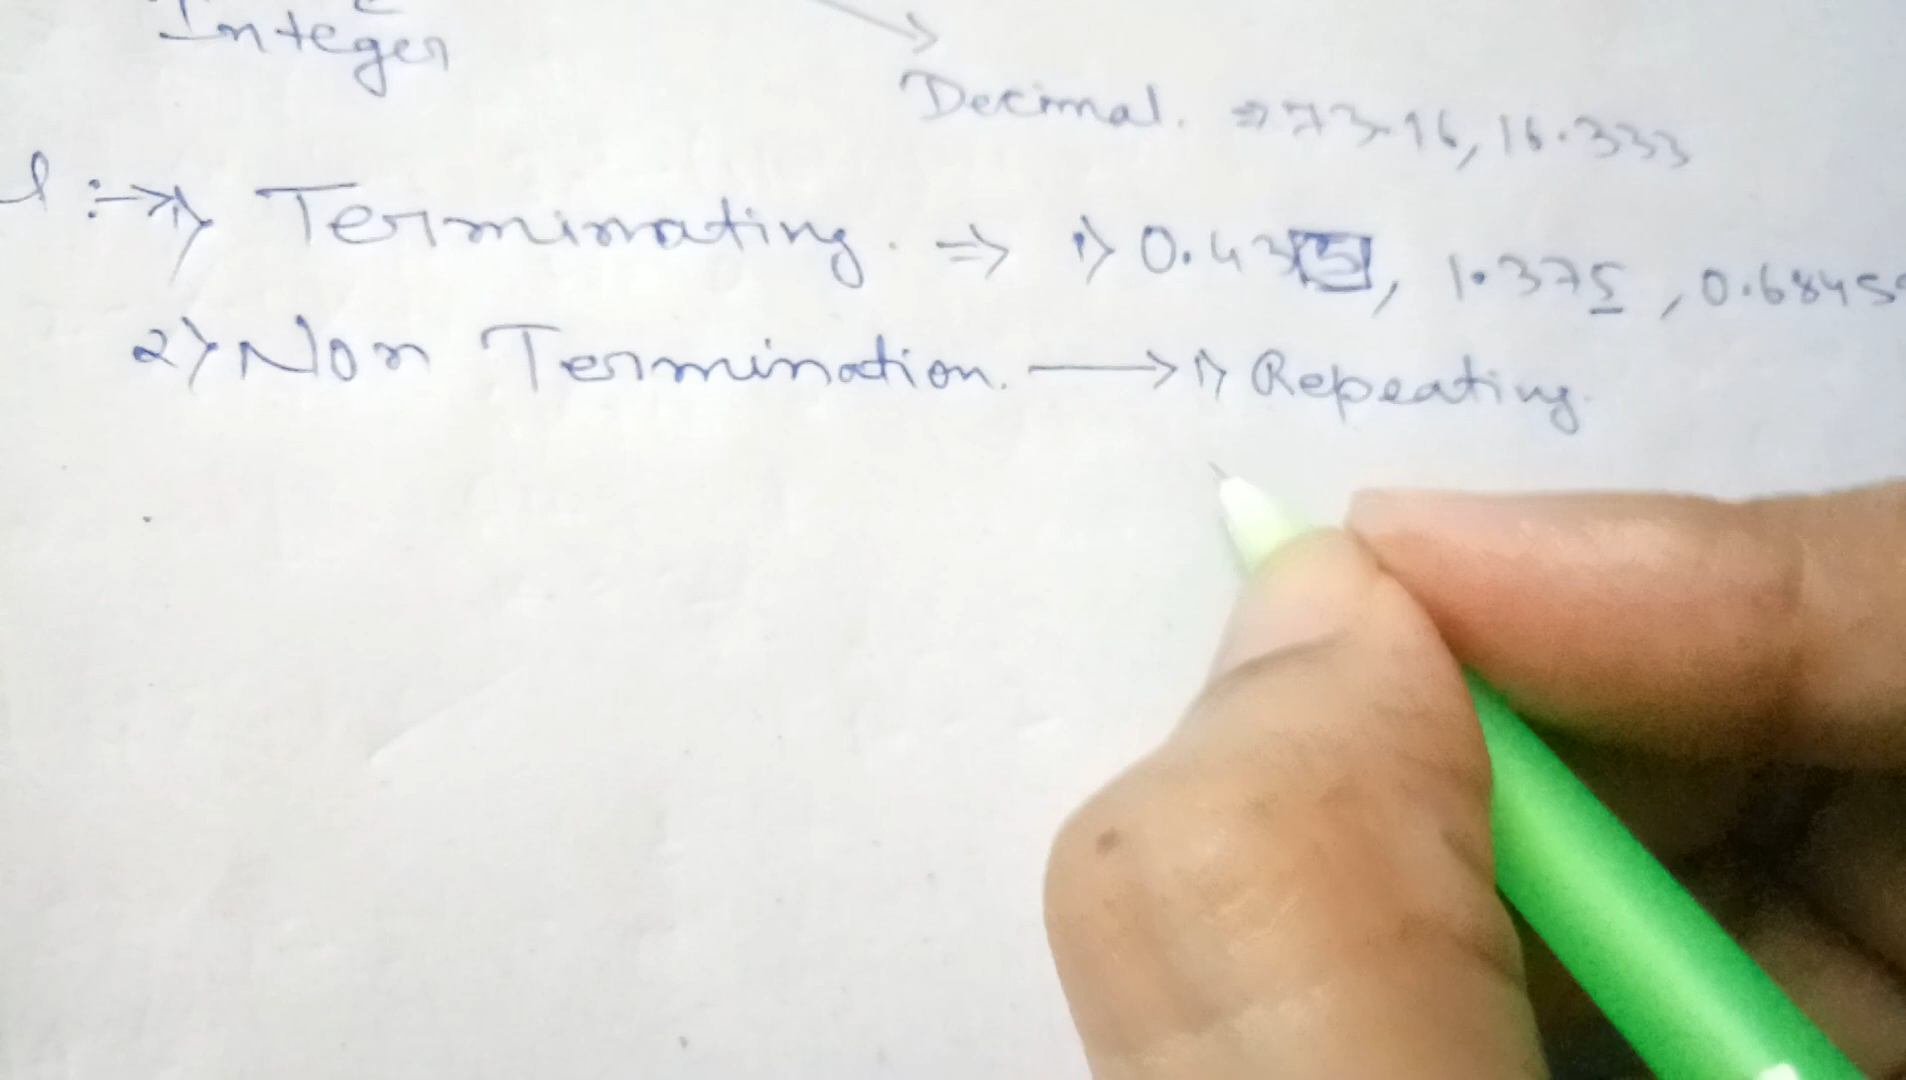 Integer
Decimal. ⇒ 73.16, 16.333
l :→ 1) Terminating. ⇒ 1) 0.435, 1.375, 0.6845
2) Non Termination. → 1) Repeating.